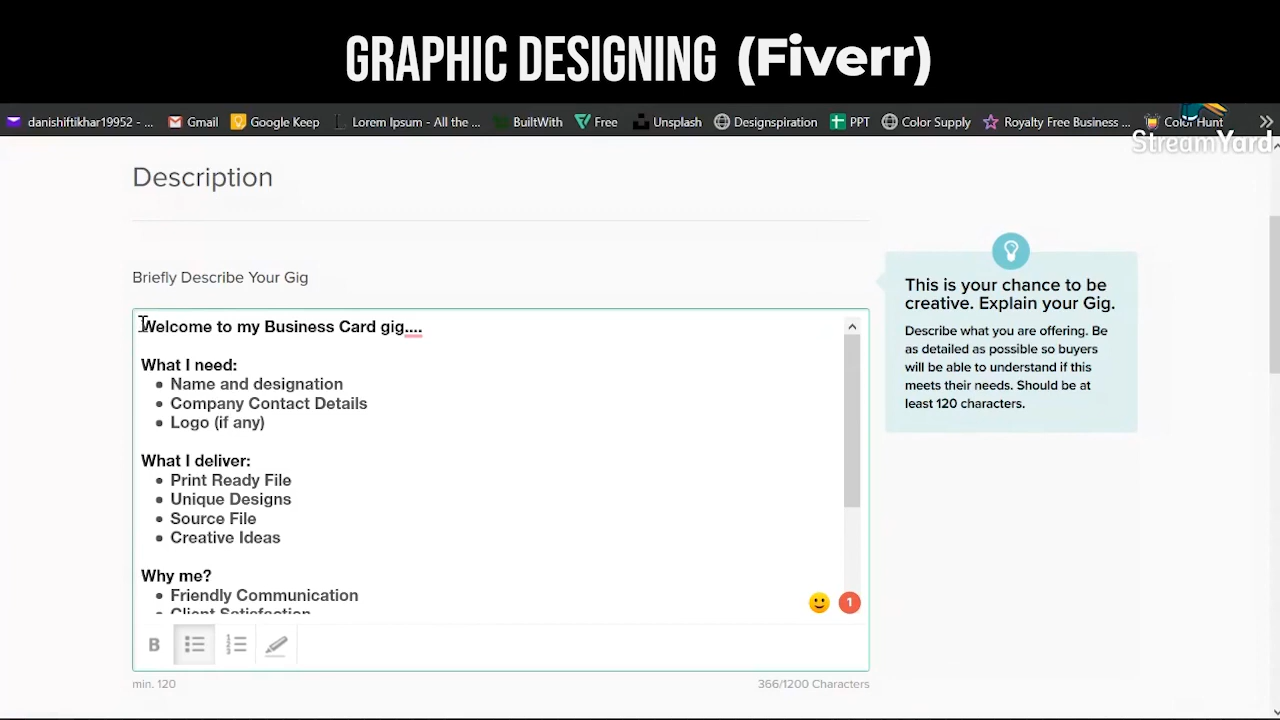 GRAPHIC DESIGNING (Fiverr)
danishiftikhar19952 - ... Gmail Google Keep Lorem Ipsum - All the ... BuiltWith Free Unsplash Designspiration PPT Color Supply Royalty Free Business ... Color Hunt »
StreamYard
Description
Briefly Describe Your Gig
Welcome to my Business Card gig....
What I need:
• Name and designation
• Company Contact Details
• Logo (if any)
What I deliver:
• Print Ready File
• Unique Designs
• Source File
• Creative Ideas
Why me?
• Friendly Communication
• Client Satisfaction
1
B
min. 120
366/1200 Characters
This is your chance to be
creative. Explain your Gig.
Describe what you are offering. Be
as detailed as possible so buyers
will be able to understand if this
meets their needs. Should be at
least 120 characters.